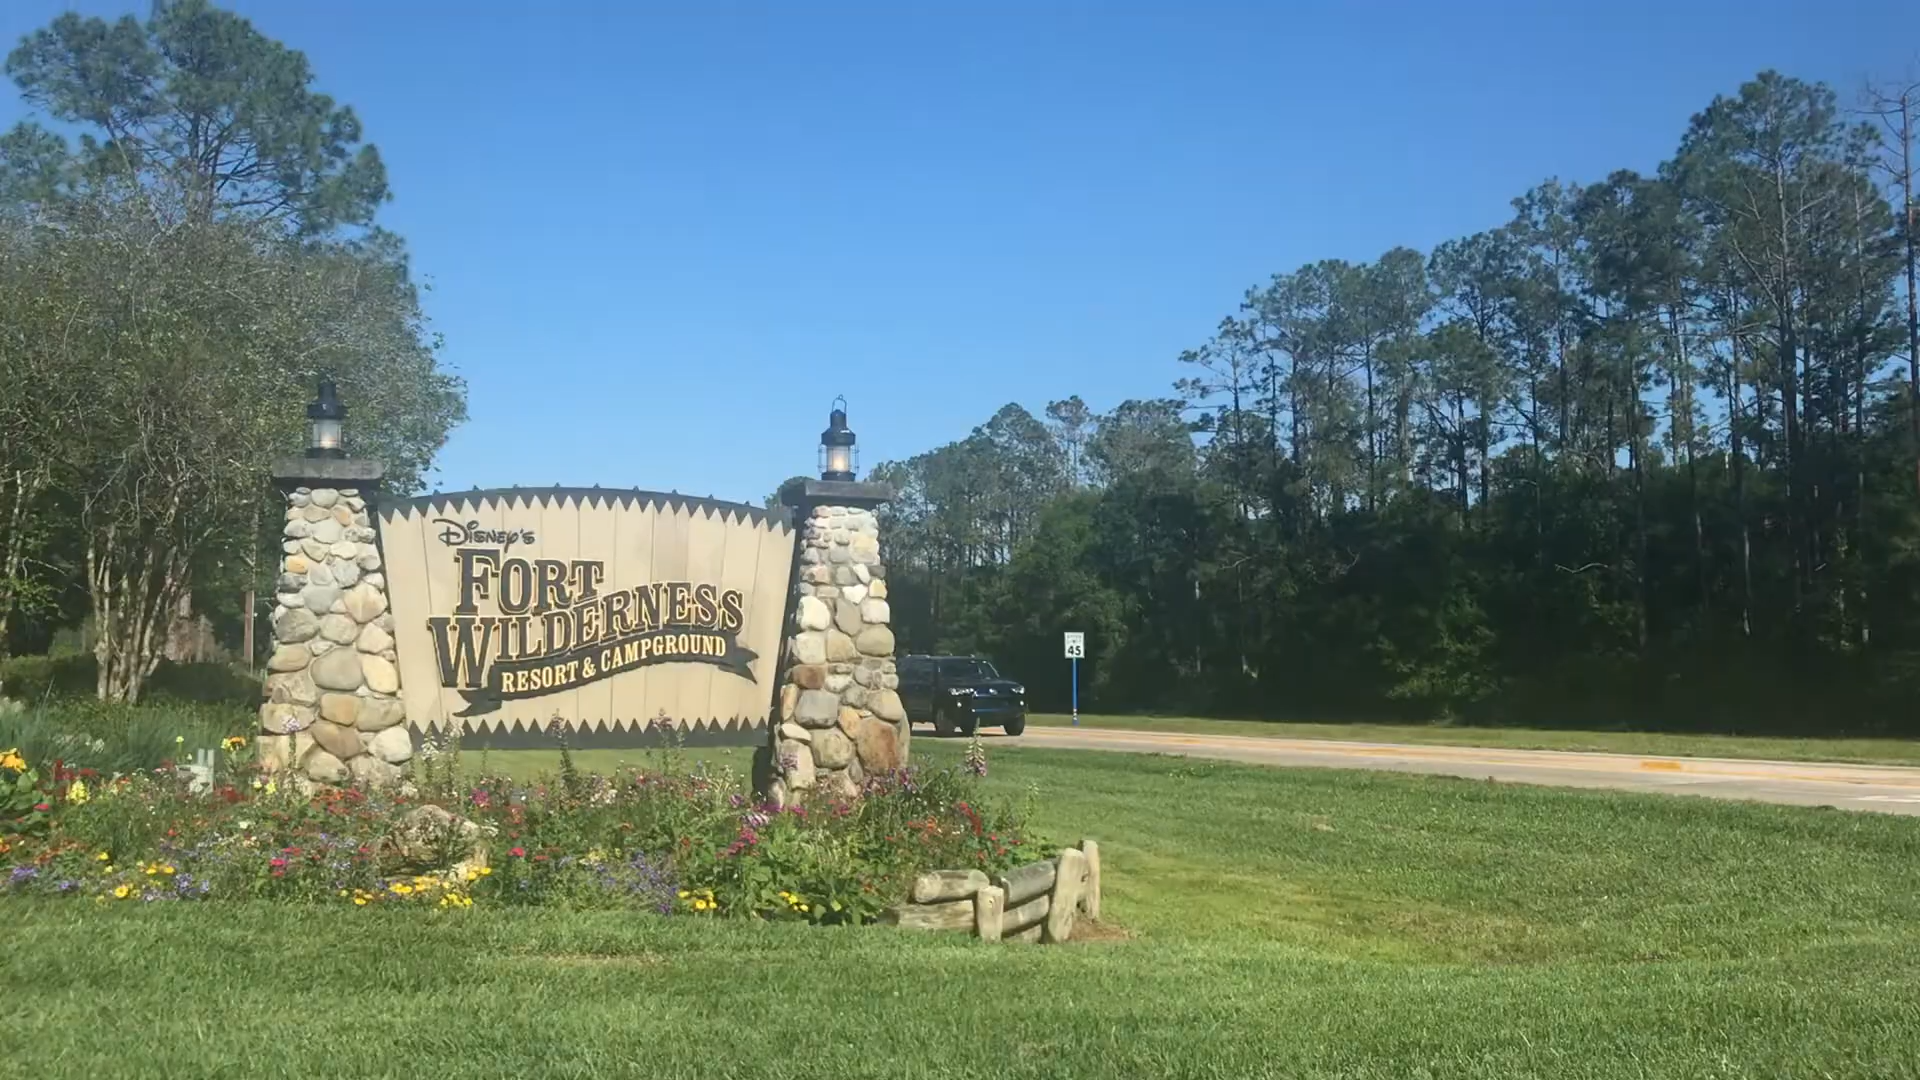 Disney's
FORT
WILDERNESS
RESORT & CAMPGROUND
45